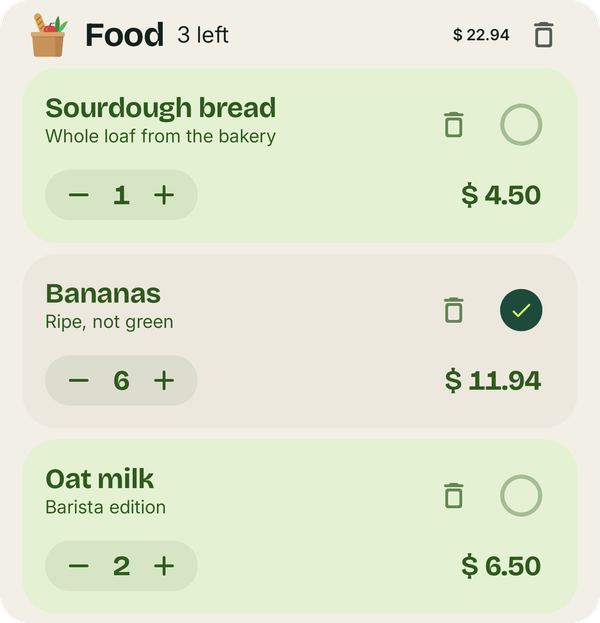 Food 3 left $ 22.94
Sourdough bread
Whole loaf from the bakery
− 1 + $ 4.50
Bananas
Ripe, not green
− 6 + $ 11.94
Oat milk
Barista edition
− 2 + $ 6.50